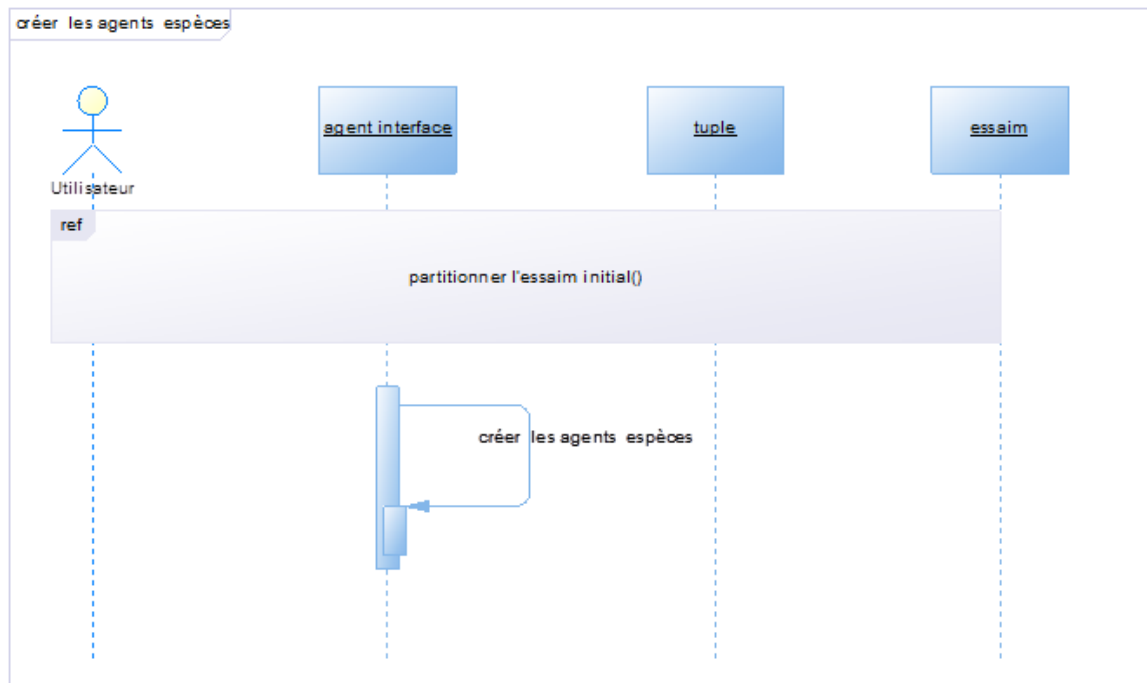 créer les agents espèces
Utilisateur
agent interface
tuple
essaim
ref
partitionner l'essaim initial()
créer les agents espèces